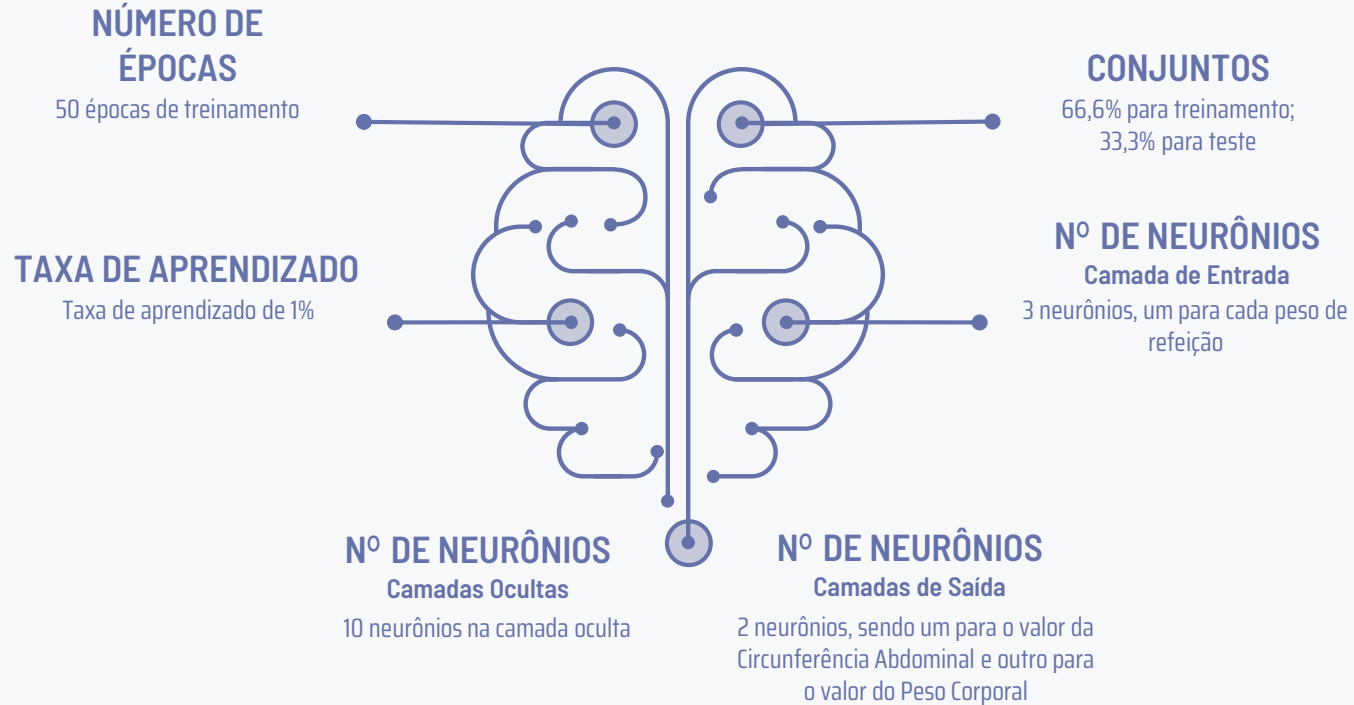 NÚMERO DE
ÉPOCAS
50 épocas de treinamento
TAXA DE APRENDIZADO
Taxa de aprendizado de 1%
CONJUNTOS
66,6% para treinamento;
33,3% para teste
Nº DE NEURÔNIOS
Camada de Entrada
3 neurônios, um para cada peso de
refeição
Nº DE NEURÔNIOS
Camadas Ocultas
10 neurônios na camada oculta
Nº DE NEURÔNIOS
Camadas de Saída
2 neurônios, sendo um para o valor da
Circunferência Abdominal e outro para
o valor do Peso Corporal